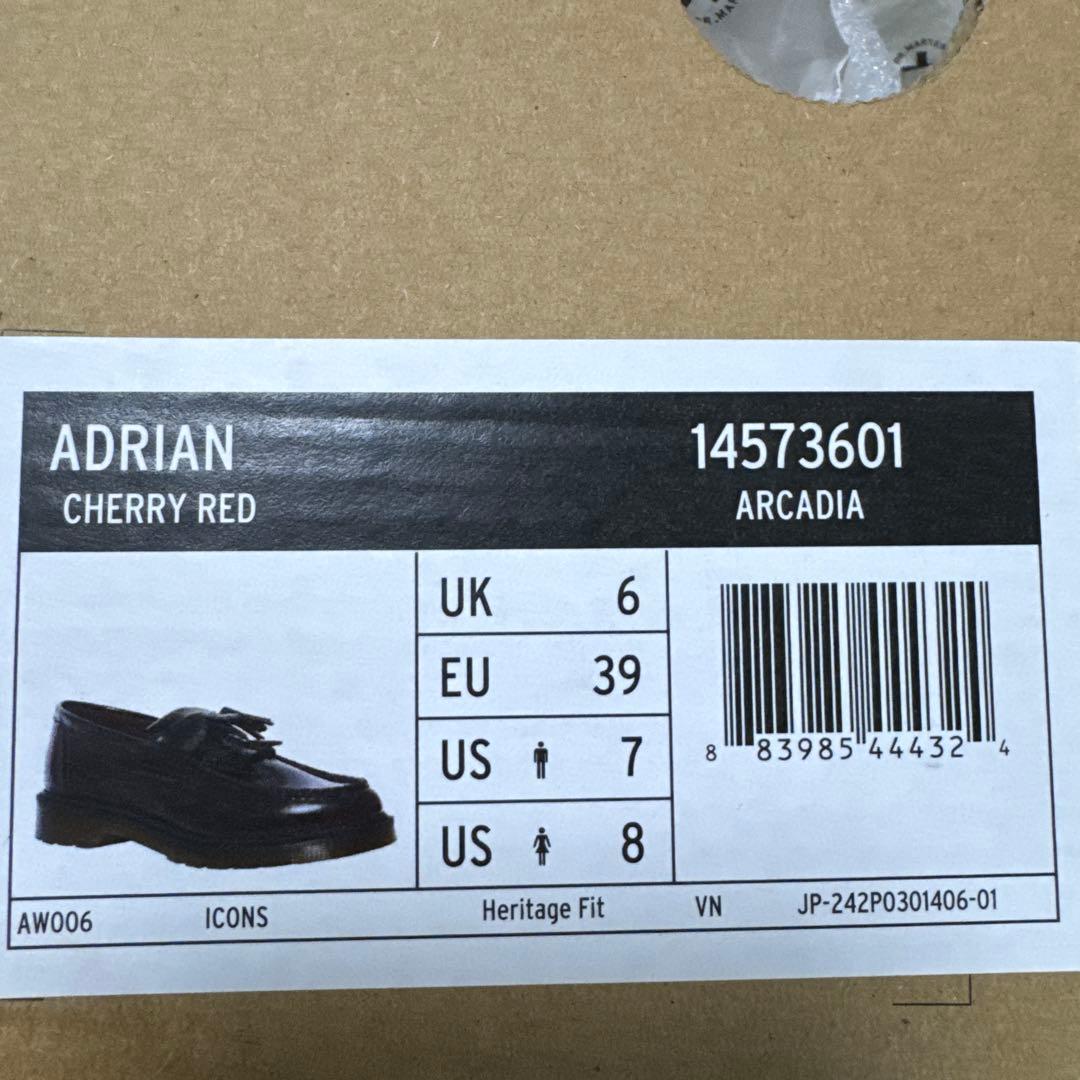 ADRIAN
CHERRY RED
14573601
ARCADIA
UK 6
EU 39
US 7
US 8
8 83985 44432 4
AW006 ICONS Heritage Fit VN JP-242P0301406-01